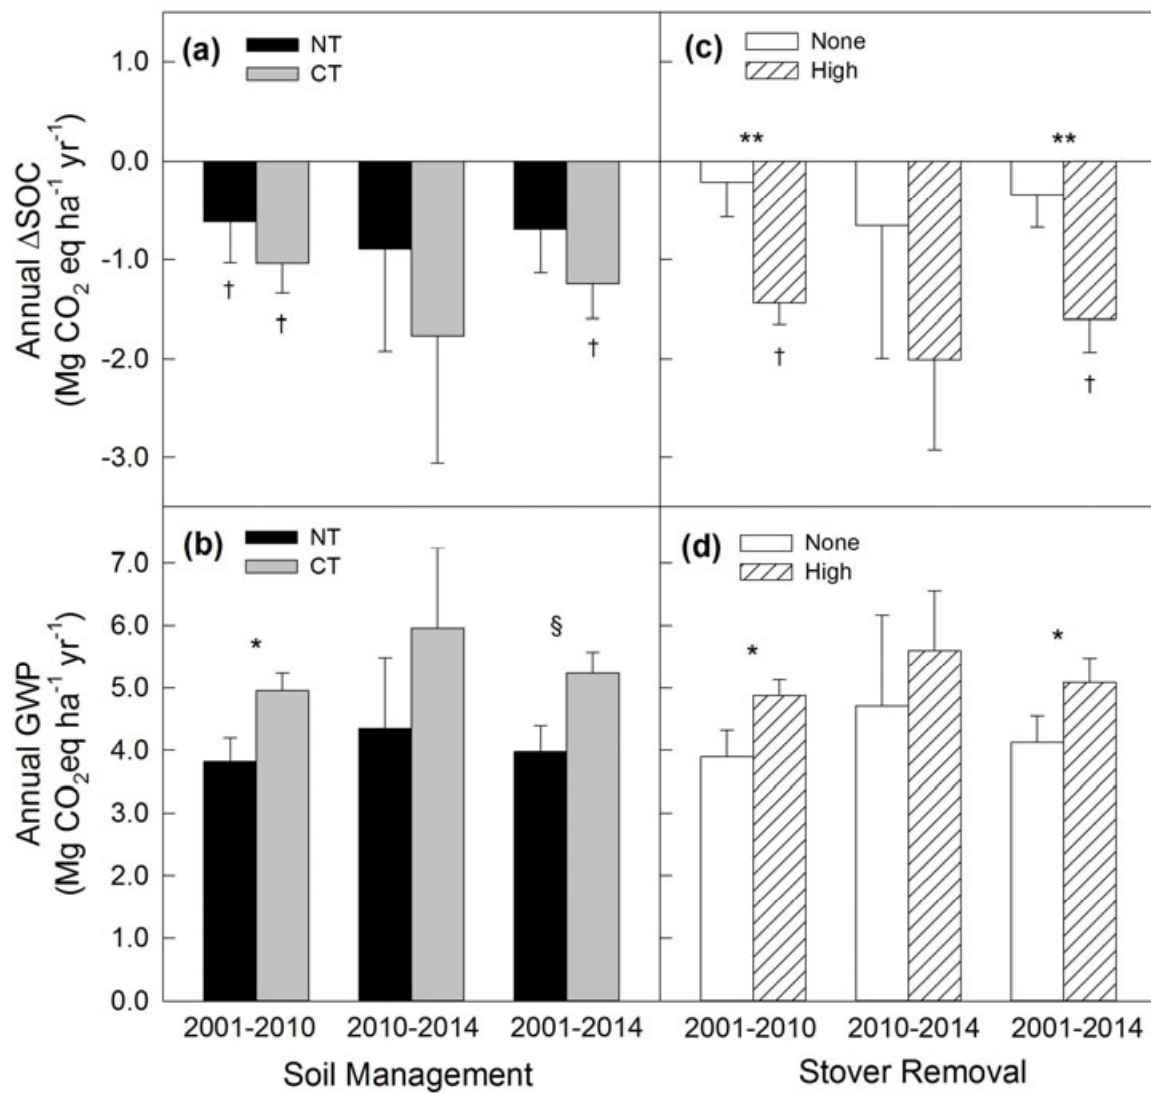 (a)
NT
CT
1.0
0.0
-1.0
-2.0
-3.0
Annual ΔSOC
(Mg CO₂ eq ha⁻¹ yr⁻¹)
†
†
†
(c)
None
High
**
**
†
†
(b)
NT
CT
7.0
6.0
5.0
4.0
3.0
2.0
1.0
0.0
Annual GWP
(Mg CO₂eq ha⁻¹ yr⁻¹)
*
§
2001-2010
2010-2014
2001-2014
Soil Management
(d)
None
High
*
*
2001-2010
2010-2014
2001-2014
Stover Removal